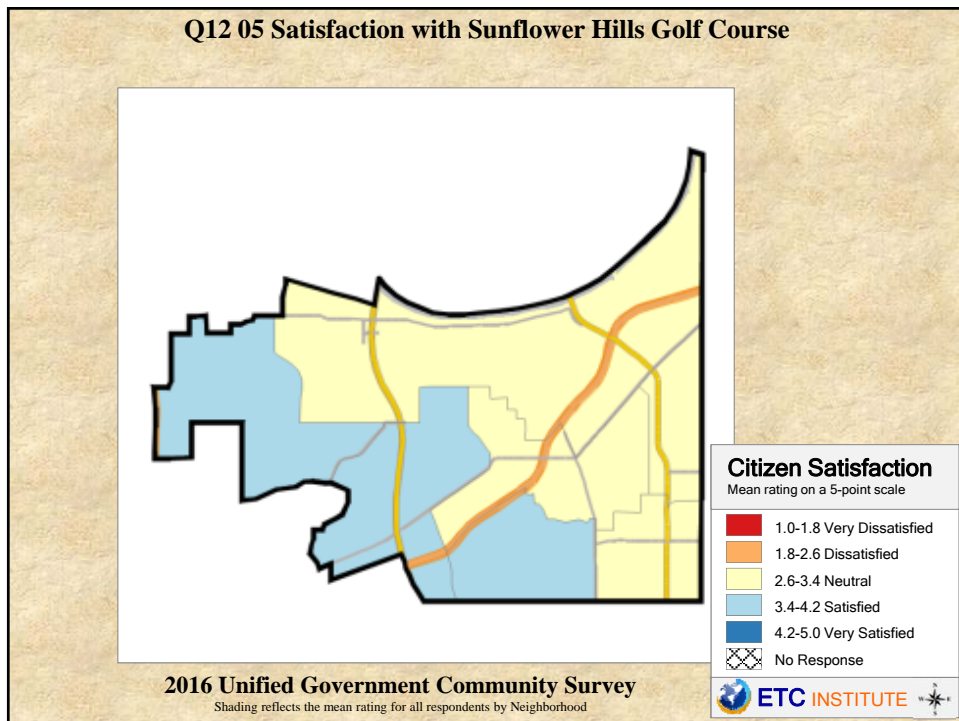 Q12 05 Satisfaction with Sunflower Hills Golf Course
Citizen Satisfaction
Mean rating on a 5-point scale
1.0-1.8 Very Dissatisfied
1.8-2.6 Dissatisfied
2.6-3.4 Neutral
3.4-4.2 Satisfied
4.2-5.0 Very Satisfied
No Response
2016 Unified Government Community Survey
Shading reflects the mean rating for all respondents by Neighborhood
ETC INSTITUTE
N
W E
S